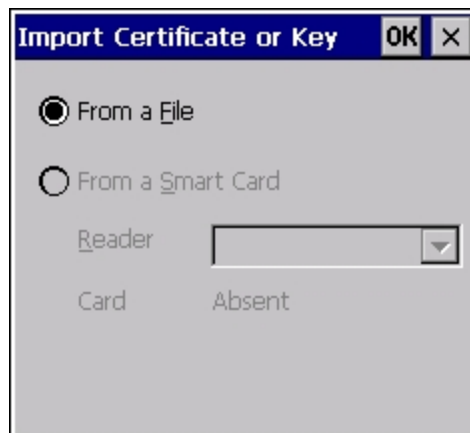 Import Certificate or Key OK ×
From a File
From a Smart Card
Reader
Card Absent